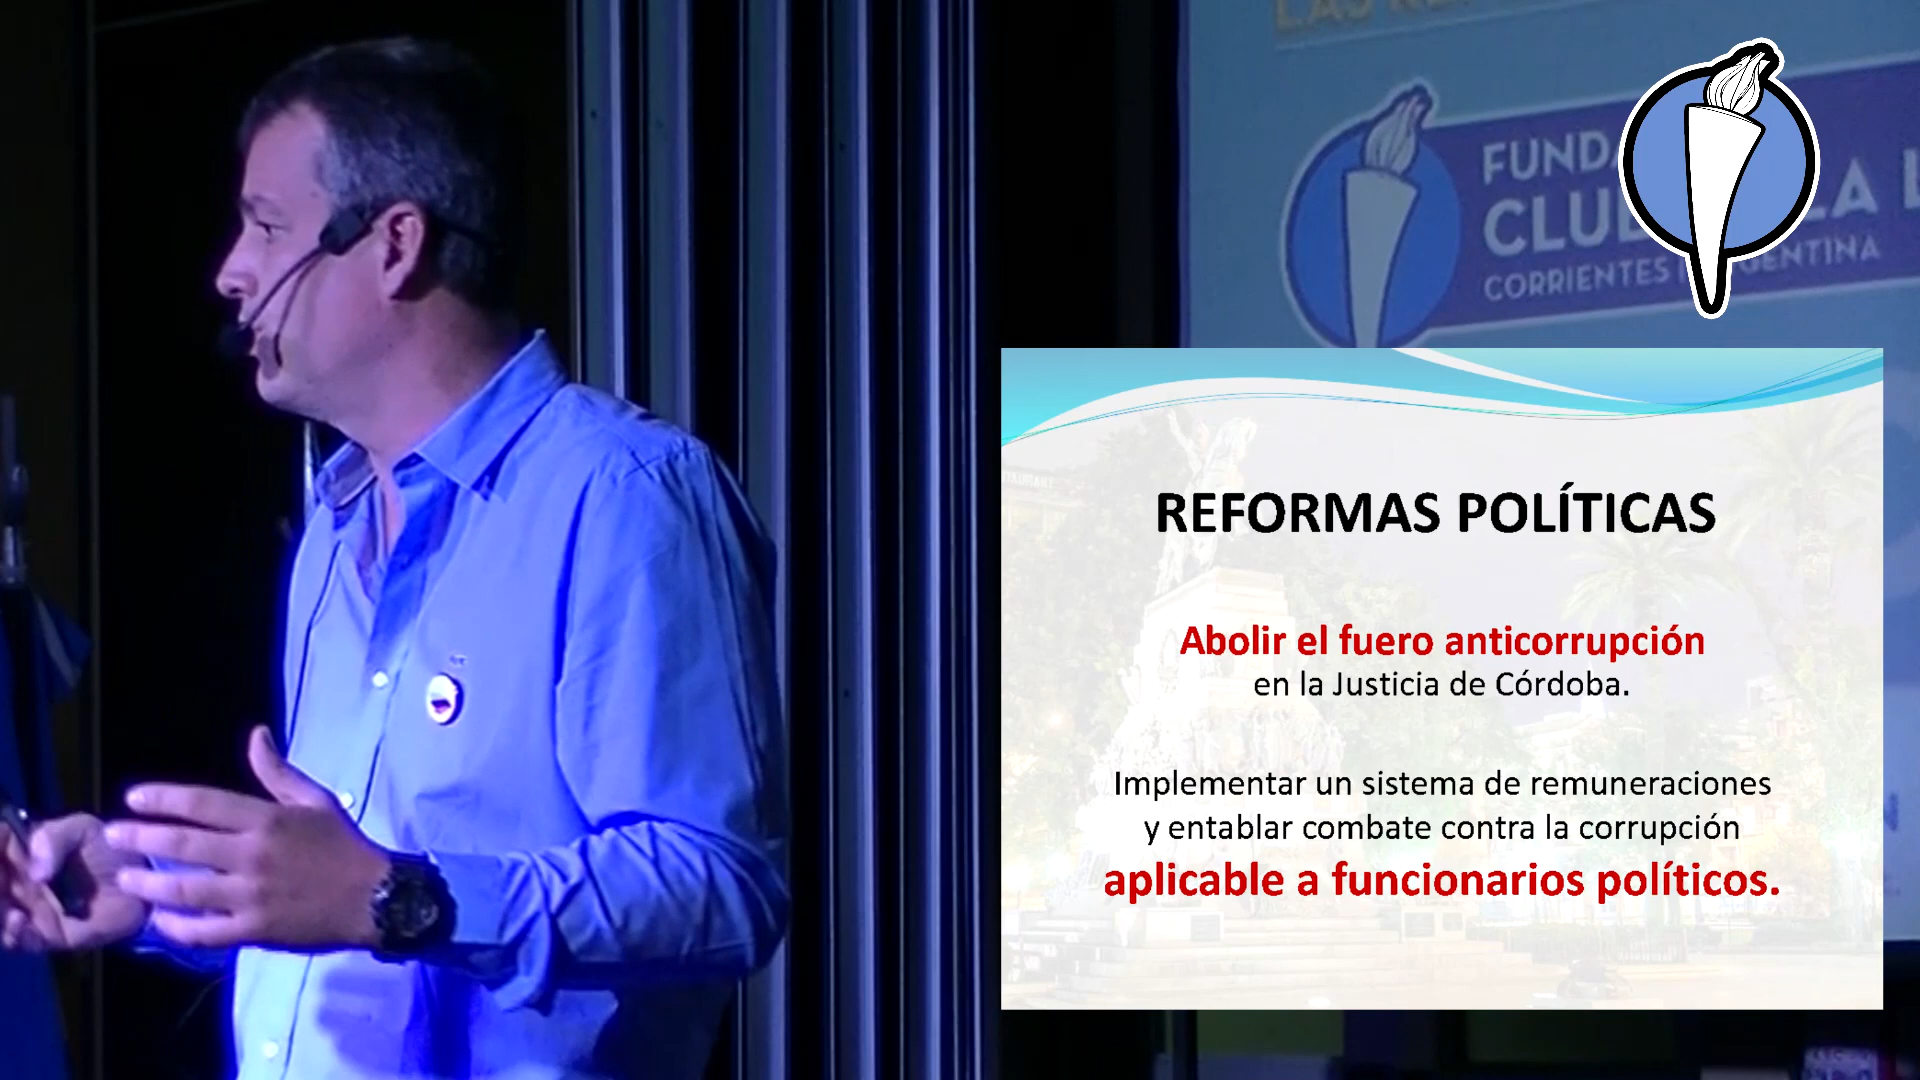 FUND
CLU LA
CORRIENTES
REFORMAS POLÍTICAS
Abolir el fuero anticorrupción
en la Justicia de Córdoba.
Implementar un sistema de remuneraciones
y entablar combate contra la corrupción
aplicable a funcionarios políticos.